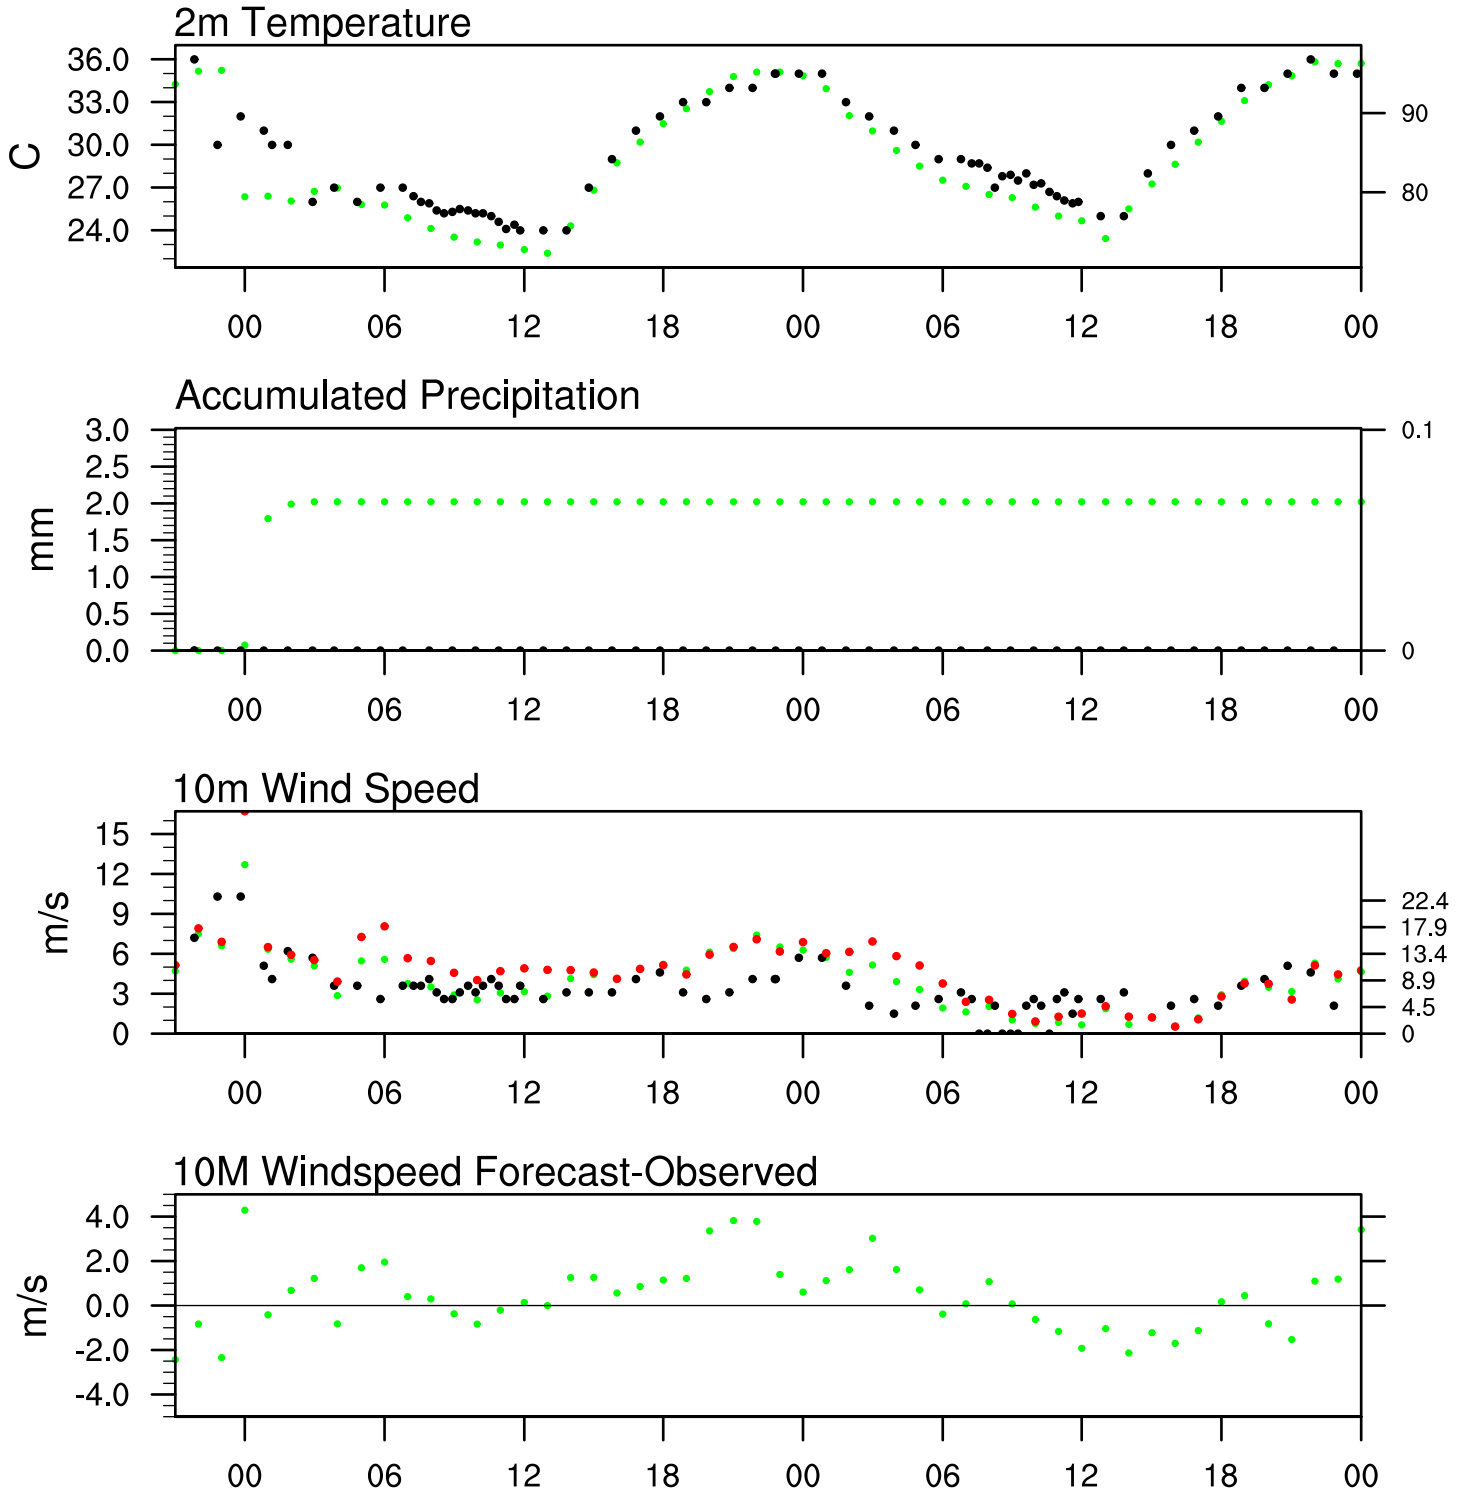 2m Temperature
36.0
33.0
30.0
27.0
24.0
C
90
80
00 06 12 18 00 06 12 18 00
Accumulated Precipitation
3.0
2.5
2.0
1.5
1.0
0.5
0.0
mm
0.1
0
00 06 12 18 00 06 12 18 00
10m Wind Speed
15
12
9
6
3
0
m/s
22.4
17.9
13.4
8.9
4.5
0
00 06 12 18 00 06 12 18 00
10M Windspeed Forecast-Observed
4.0
2.0
0.0
-2.0
-4.0
m/s
00 06 12 18 00 06 12 18 00